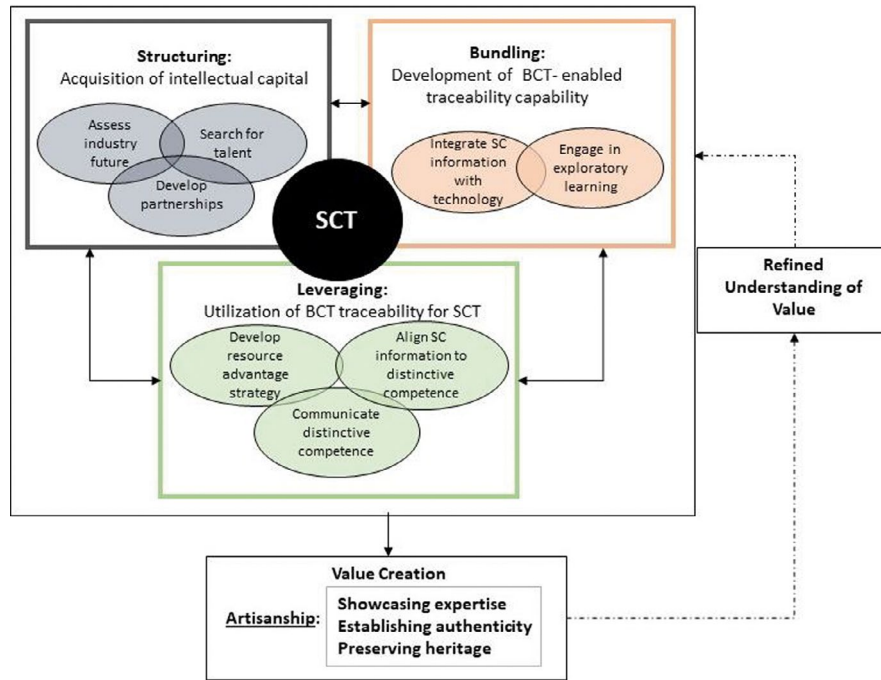 Structuring:
Acquisition of intellectual capital
Assess
industry
future
Search for
talent
Develop
partnerships
Bundling:
Development of BCT- enabled
traceability capability
Integrate SC
information
with
technology
Engage in
exploratory
learning
SCT
Leveraging:
Utilization of BCT traceability for SCT
Develop
resource
advantage
strategy
Align SC
information to
distinctive
competence
Communicate
distinctive
competence
Refined
Understanding of
Value
Value Creation
Artisanship:
Showcasing expertise
Establishing authenticity
Preserving heritage